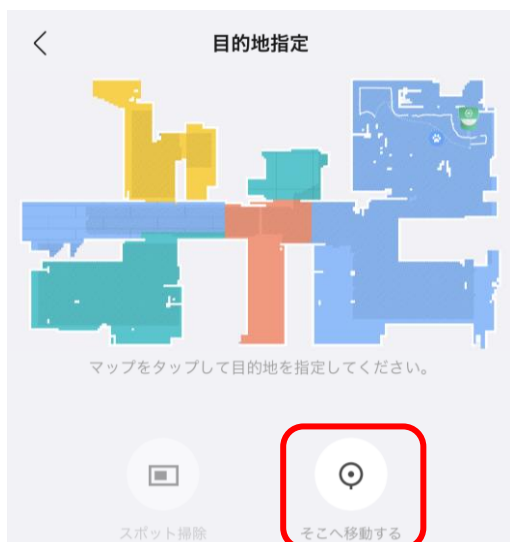 目的地指定
マップをタップして目的地を指定してください。
スポット掃除
そこへ移動する